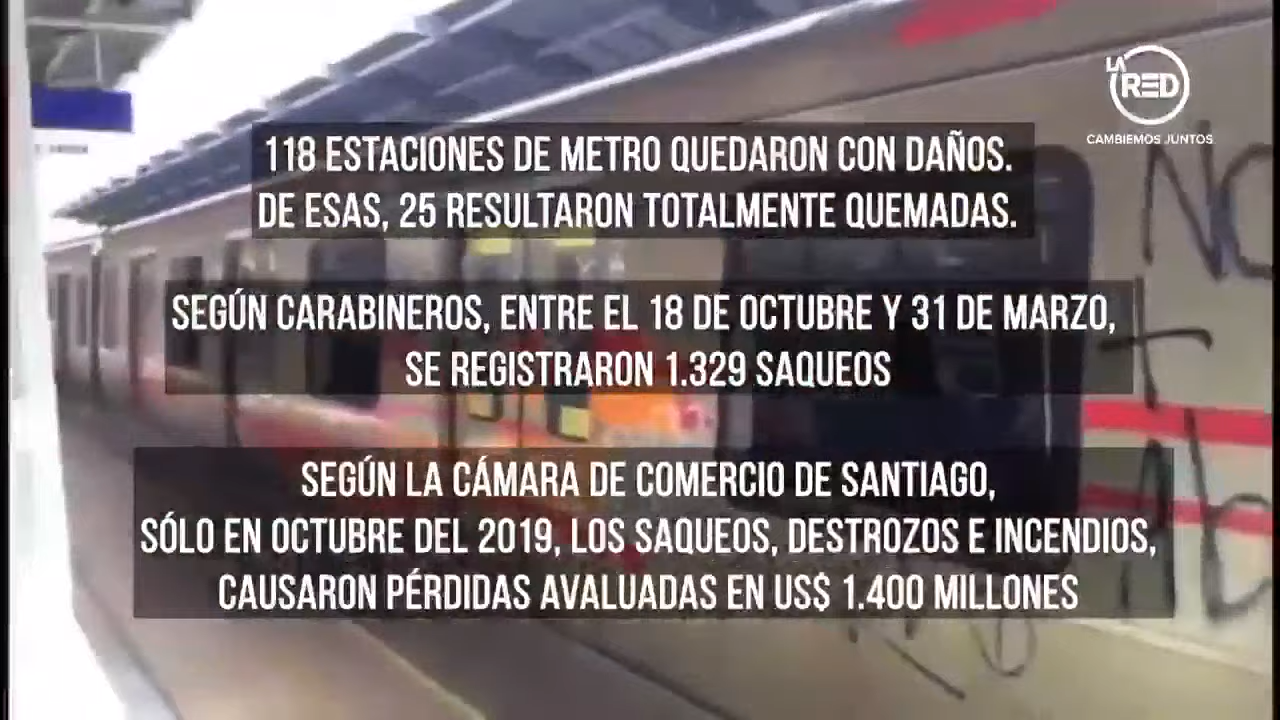 LA RED
CAMBIEMOS JUNTOS
118 ESTACIONES DE METRO QUEDARON CON DAÑOS.
DE ESAS, 25 RESULTARON TOTALMENTE QUEMADAS.
SEGÚN CARABINEROS, ENTRE EL 18 DE OCTUBRE Y 31 DE MARZO,
SE REGISTRARON 1.329 SAQUEOS
SEGÚN LA CÁMARA DE COMERCIO DE SANTIAGO,
SÓLO EN OCTUBRE DEL 2019, LOS SAQUEOS, DESTROZOS E INCENDIOS,
CAUSARON PÉRDIDAS AVALUADAS EN US$ 1.400 MILLONES
NO
+